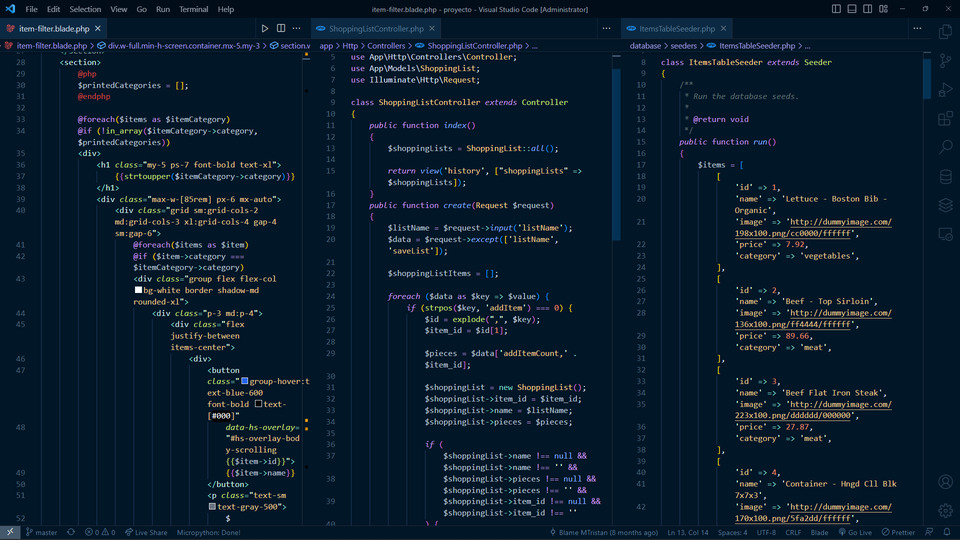 File Edit Selection View Go Run Terminal Help
item-filter.blade.php - proyecto - Visual Studio Code [Administrator]
item-filter.blade.php
item-filter.blade.php > div.w-full.min-h-screen.container.mx-5.my-3 > section.v
28 <section>
29 @php
30 $printedCategories = [];
31 @endphp
32
33 @foreach($items as $itemCategory)
34 @if (!in_array($itemCategory->category,
$printedCategories))
35 <div>
36 <h1 class="my-5 ps-7 font-bold text-xl">
37 {{strtoupper($itemCategory->category)}}
38 </h1>
39 <div class="max-w-[85rem] px-6 mx-auto">
40 <div class="grid sm:grid-cols-2
md:grid-cols-3 xl:grid-cols-4 gap-4
sm:gap-6">
41 @foreach($items as $item)
42 @if ($item->category ===
$itemCategory->category)
43 <div class="group flex flex-col
bg-white border shadow-md
rounded-xl">
44 <div class="p-3 md:p-4">
45 <div class="flex
justify-between
items-center">
46 <div>
47 <button
class="group-hover:t
ext-blue-600
font-bold text-
[#000]"
48 data-hs-overlay=
"#hs-overlay-bod
y-scrolling
{{$item->id}}">
49 {{$item->name}}
50 </button>
51 <p class="text-sm
text-gray-500">
52 $
ShoppingListController.php
app > Http > Controllers > ShoppingListController.php > ...
5 use App\Http\Controllers\Controller;
6 use App\Models\ShoppingList;
7 use Illuminate\Http\Request;
8
9 class ShoppingListController extends Controller
10 {
11 public function index()
12 {
13 $shoppingLists = ShoppingList::all();
14
15 return view('history', ["shoppingLists" =>
$shoppingLists]);
16 }
17 public function create(Request $request)
18 {
19 $listName = $request->input('listName');
20 $data = $request->except(['listName',
'saveList']);
21
22 $shoppingListItems = [];
23
24 foreach ($data as $key => $value) {
25 if (strpos($key, 'addItem') === 0) {
26 $id = explode(",", $key);
27 $item_id = $id[1];
28
29 $pieces = $data['addItemCount,' .
$item_id];
30
31 $shoppingList = new ShoppingList();
32 $shoppingList->item_id = $item_id;
33 $shoppingList->name = $listName;
34 $shoppingList->pieces = $pieces;
35
36 if (
37 $shoppingList->name !== null &&
$shoppingList->name !== '' &&
38 $shoppingList->pieces !== null &&
$shoppingList->pieces !== '' &&
39 $shoppingList->item_id !== null &&
$shoppingList->item_id !== ''
40 ) {
ItemsTableSeeder.php
database > seeders > ItemsTableSeeder.php > ...
8 class ItemsTableSeeder extends Seeder
9 {
10 /**
11 * Run the database seeds.
12 *
13 * @return void
14 */
15 public function run()
16 {
17 $items = [
18 [
19 'id' => 1,
20 'name' => 'Lettuce - Boston Bib -
Organic',
21 'image' => 'http://dummyimage.com/
198x100.png/cc0000/ffffff',
22 'price' => 7.92,
23 'category' => 'vegetables',
24 ],
25 [
26 'id' => 2,
27 'name' => 'Beef - Top Sirloin',
28 'image' => 'http://dummyimage.com/
136x100.png/ff4444/ffffff',
29 'price' => 89.66,
30 'category' => 'meat',
31 ],
32 [
33 'id' => 3,
34 'name' => 'Beef Flat Iron Steak',
35 'image' => 'http://dummyimage.com/
223x100.png/dddddd/000000',
36 'price' => 27.87,
37 'category' => 'meat',
38 ],
39 [
40 'id' => 4,
41 'name' => 'Container - Hngd Cll Blk
7x7x3',
42 'image' => 'http://dummyimage.com/
170x100.png/5fa2dd/ffffff',
master 0 0 Live Share Micropython: Done! Blame MTristan (8 months ago) Ln 13, Col 14 Spaces: 4 UTF-8 CRLF Blade Go Live Prettier